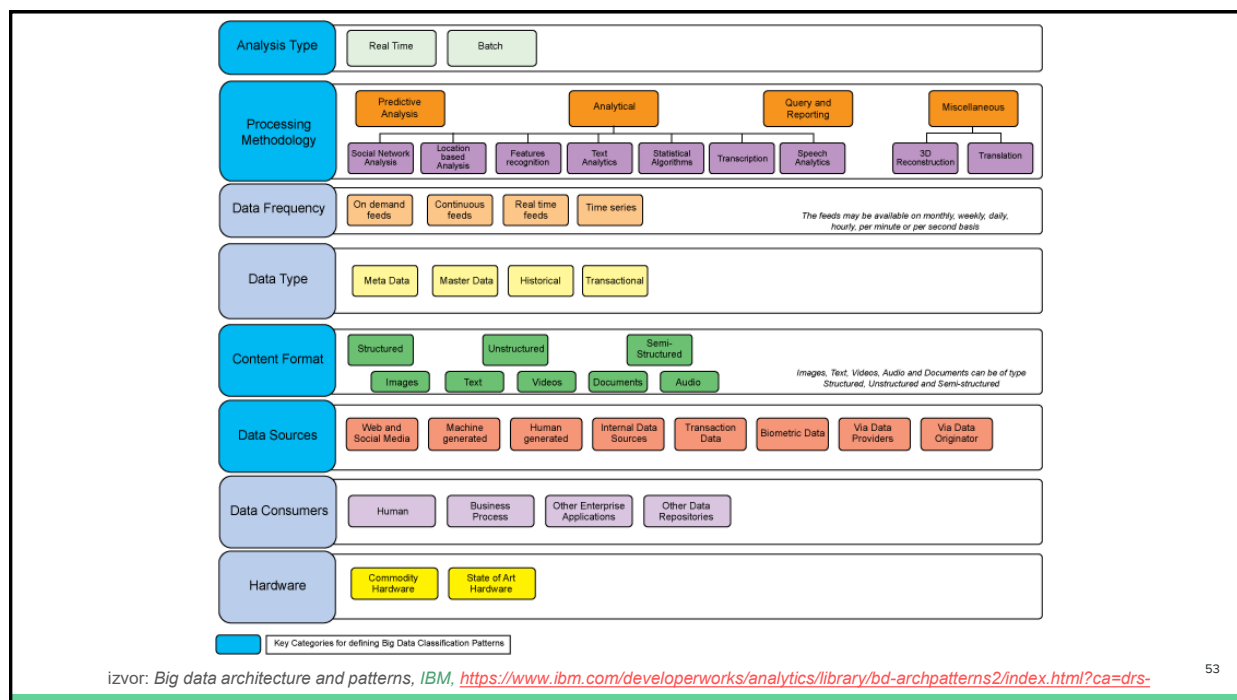 Analysis Type
Real Time
Batch
Processing
Methodology
Predictive
Analysis
Analytical
Query and
Reporting
Miscellaneous
Social Network
Analysis
Location
based
Analysis
Features
recognition
Text
Analytics
Statistical
Algorithms
Transcription
Speech
Analytics
3D
Reconstruction
Translation
Data Frequency
On demand
feeds
Continuous
feeds
Real time
feeds
Time series
The feeds may be available on monthly, weekly, daily,
hourly, per minute or per second basis
Data Type
Meta Data
Master Data
Historical
Transactional
Content Format
Structured
Unstructured
Semi-
Structured
Images
Text
Videos
Documents
Audio
Images, Text, Videos, Audio and Documents can be of type
Structured, Unstructured and Semi-structured
Data Sources
Web and
Social Media
Machine
generated
Human
generated
Internal Data
Sources
Transaction
Data
Biometric Data
Via Data
Providers
Via Data
Originator
Data Consumers
Human
Business
Process
Other Enterprise
Applications
Other Data
Repositories
Hardware
Commodity
Hardware
State of Art
Hardware
Key Categories for defining Big Data Classification Patterns
izvor: Big data architecture and patterns, IBM, https://www.ibm.com/developerworks/analytics/library/bd-archpatterns2/index.html?ca=drs-
53